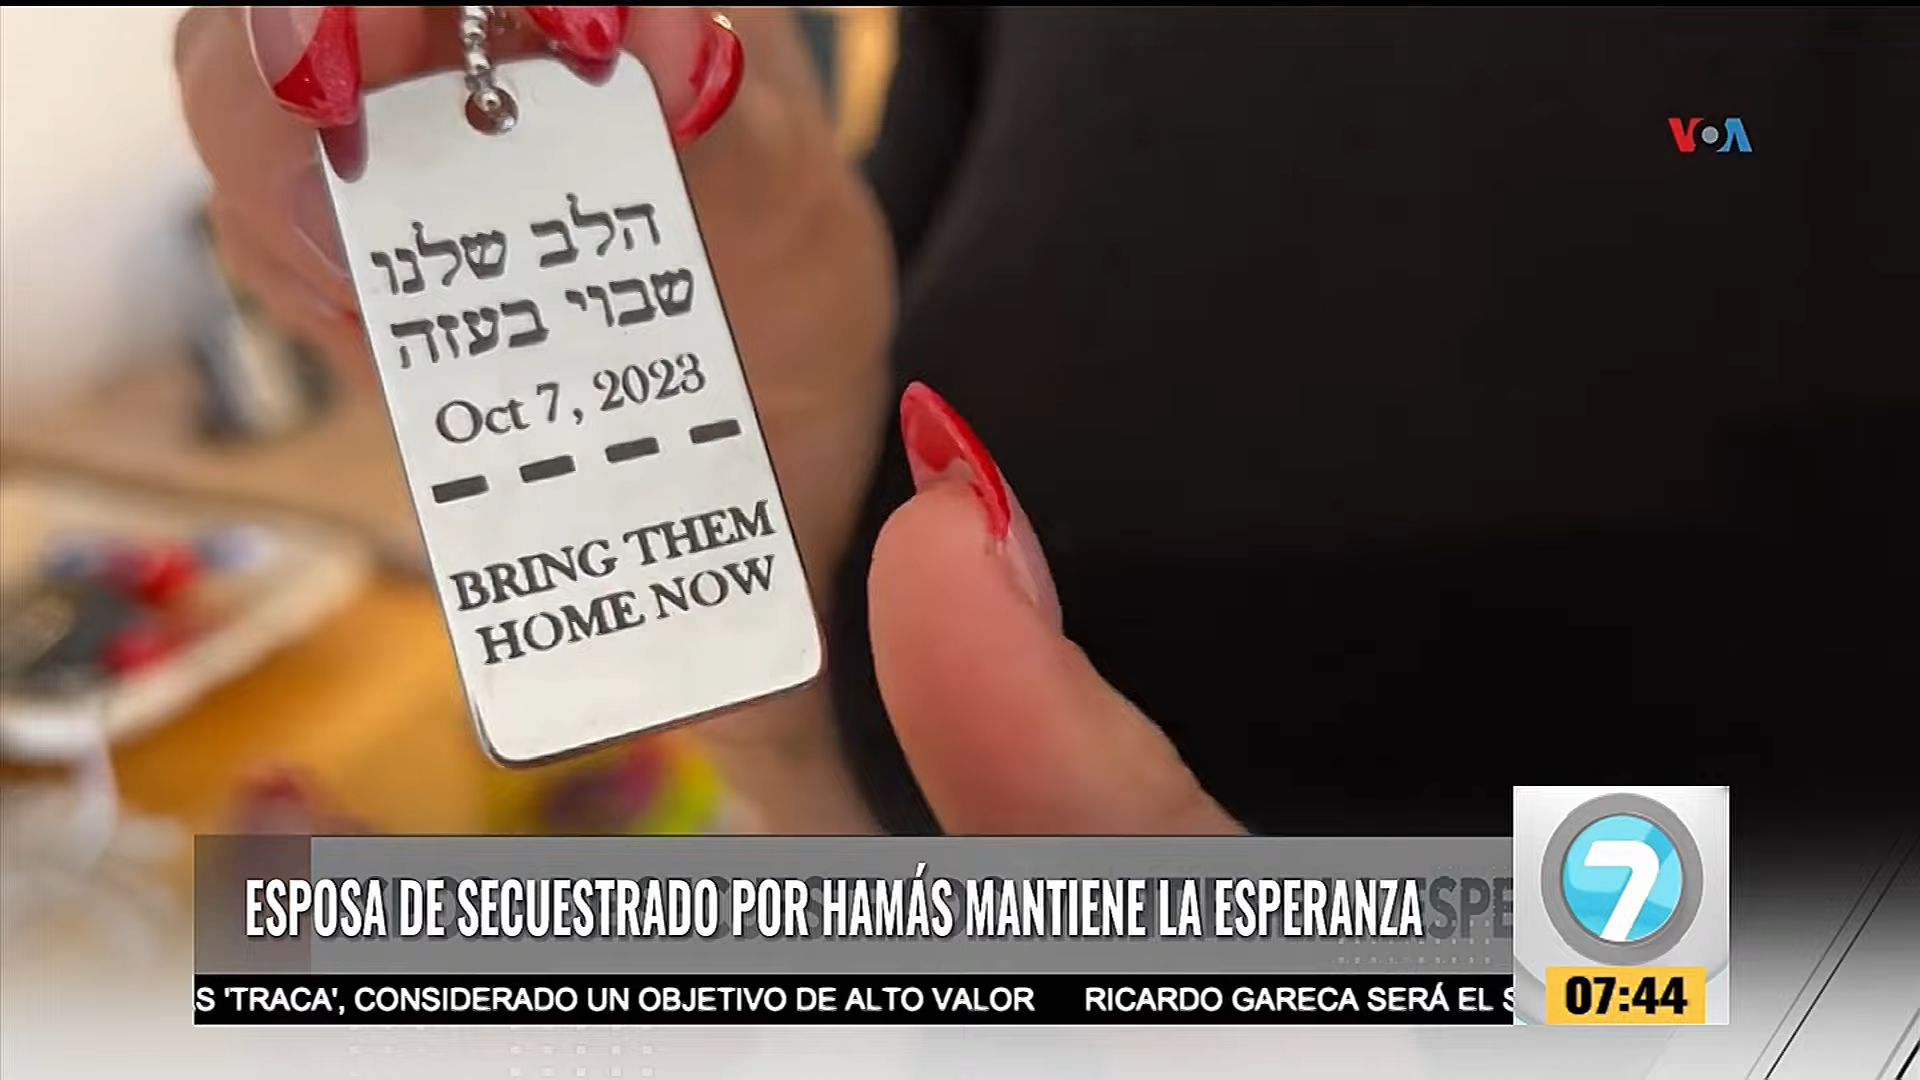 VOA
הלב שלנו
שבוי בעזה
Oct 7, 2023
BRING THEM
HOME NOW
ESPOSA DE SECUESTRADO POR HAMÁS MANTIENE LA ESPERANZA
7
S 'TRACA', CONSIDERADO UN OBJETIVO DE ALTO VALOR RICARDO GARECA SERÁ EL S
07:44